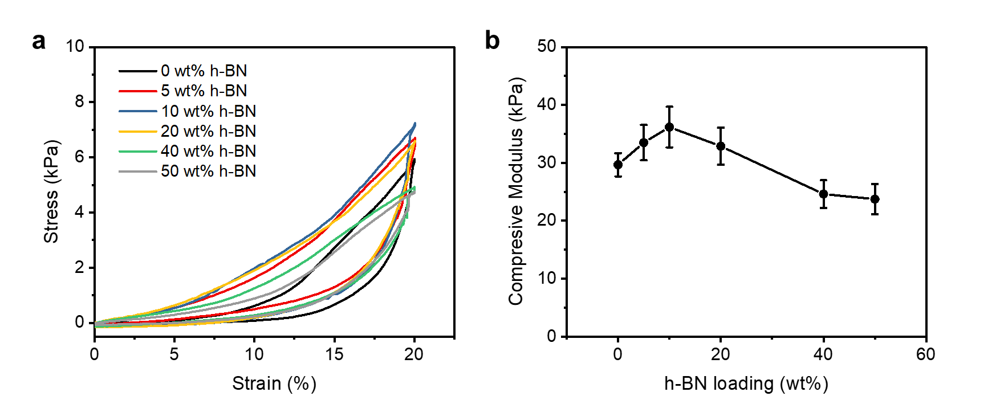 a
10
8
6
4
2
0
Stress (kPa)
0 wt% h-BN
5 wt% h-BN
10 wt% h-BN
20 wt% h-BN
40 wt% h-BN
50 wt% h-BN
0 5 10 15 20
Strain (%)
b
50
40
30
20
10
0
Compresive Modulus (kPa)
0 20 40 60
h-BN loading (wt%)